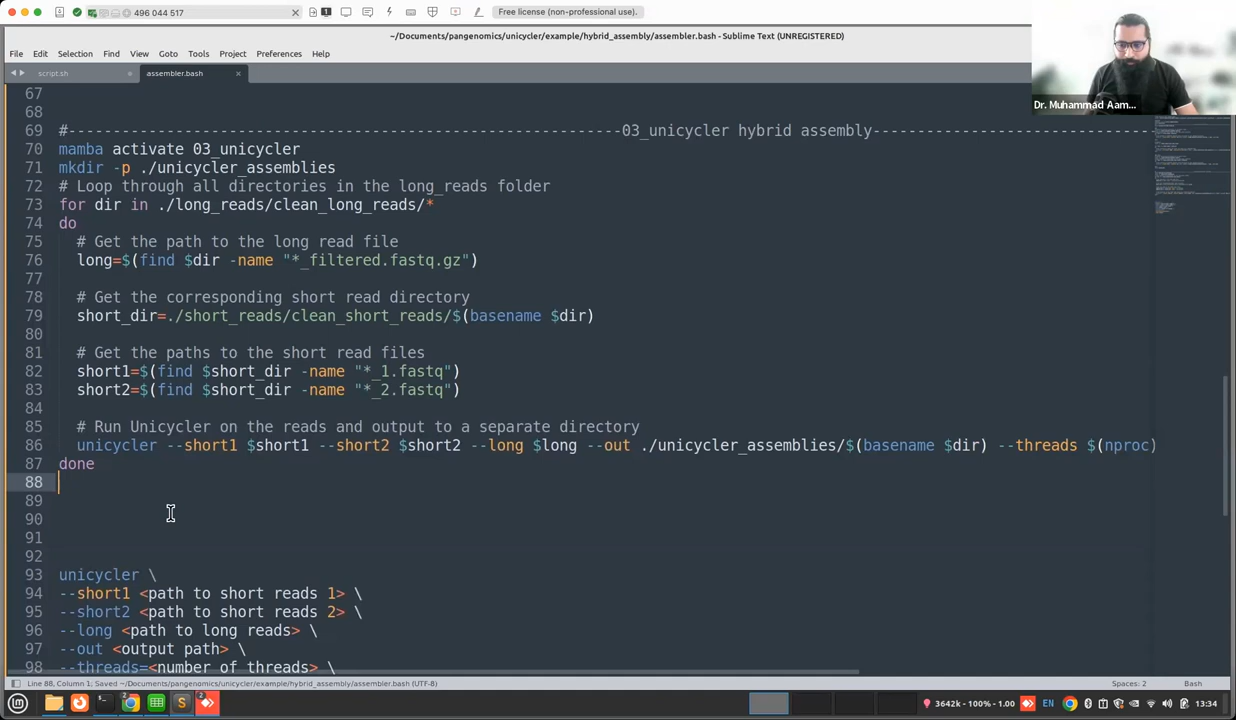 496 044 517
Free license (non-professional use).
~/Documents/pangenomics/unicycler/example/hybrid_assembly/assembler.bash - Sublime Text (UNREGISTERED)
File Edit Selection Find View Goto Tools Project Preferences Help
script.sh assembler.bash
Dr. Muhammad Aam...
67
68
69 #---------------------------------------------------------------03_unicycler hybrid assembly--------------------------------
70 mamba activate 03_unicycler
71 mkdir -p ./unicycler_assemblies
72 # Loop through all directories in the long_reads folder
73 for dir in ./long_reads/clean_long_reads/*
74 do
75 # Get the path to the long read file
76 long=$(find $dir -name "*_filtered.fastq.gz")
77
78 # Get the corresponding short read directory
79 short_dir=./short_reads/clean_short_reads/$(basename $dir)
80
81 # Get the paths to the short read files
82 short1=$(find $short_dir -name "*_1.fastq")
83 short2=$(find $short_dir -name "*_2.fastq")
84
85 # Run Unicycler on the reads and output to a separate directory
86 unicycler --short1 $short1 --short2 $short2 --long $long --out ./unicycler_assemblies/$(basename $dir) --threads $(nproc)
87 done
88
89
90
91
92
93 unicycler \
94 --short1 <path to short reads 1> \
95 --short2 <path to short reads 2> \
96 --long <path to long reads> \
97 --out <output path> \
98 --threads=<number of threads> \
Line 88, Column 1; Saved ~/Documents/pangenomics/unicycler/example/hybrid_assembly/assembler.bash (UTF-8) Spaces: 2 Bash
3642k - 100% - 1.00 EN 13:34